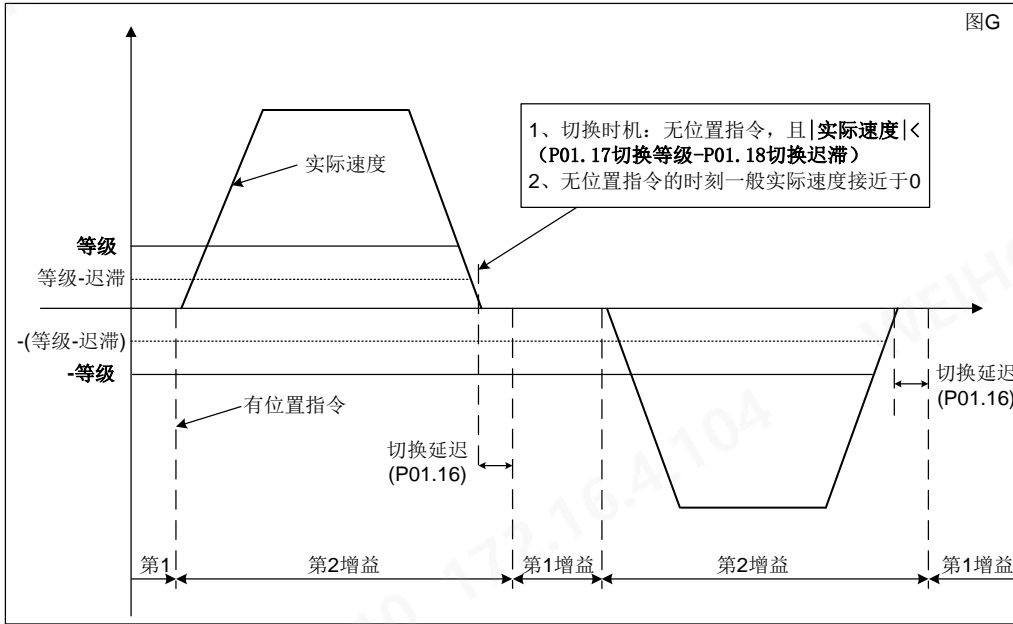 图G
1、切换时机：无位置指令，且|实际速度|<
（P01.17切换等级-P01.18切换迟滞）
2、无位置指令的时刻一般实际速度接近于0
实际速度
等级
等级-迟滞
-(等级-迟滞)
-等级
有位置指令
切换延迟
(P01.16)
切换延迟
(P01.16)
第1
第2增益
第1增益
第2增益
第1增益
172.16.4.104